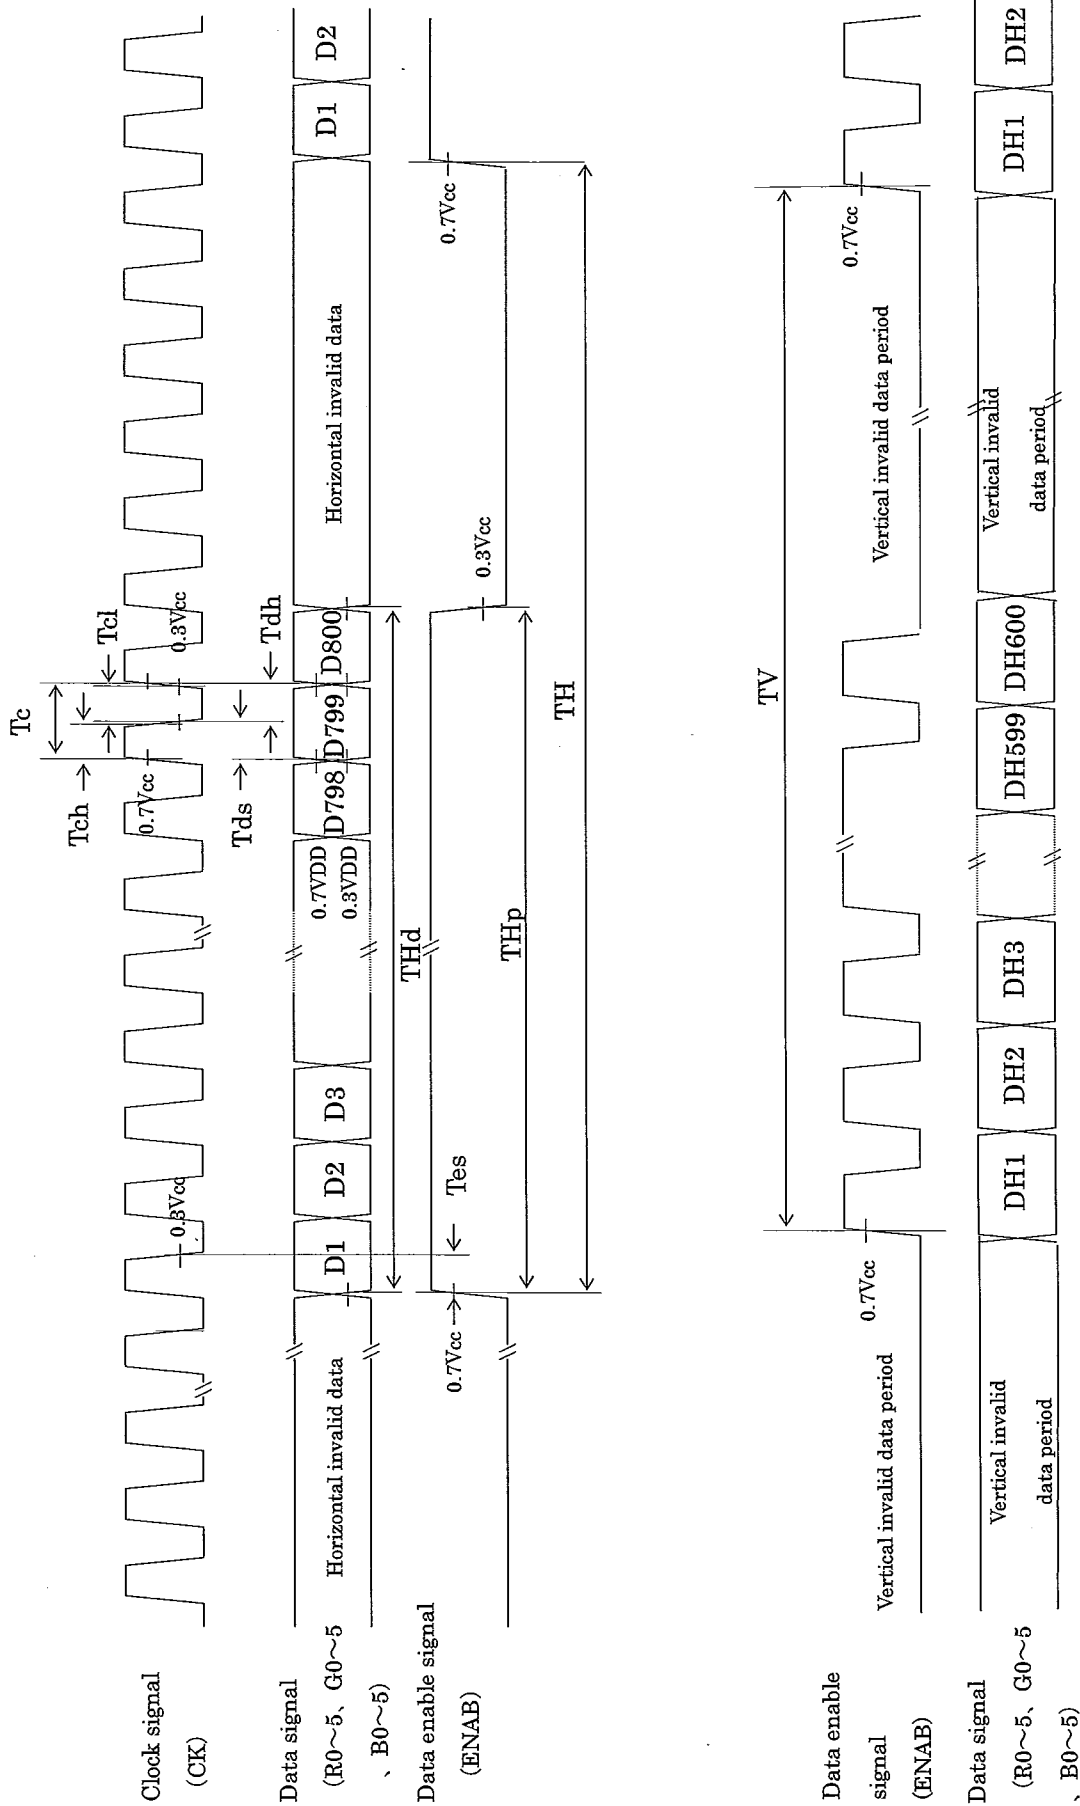 Tc
Tch
Tcl
0.7Vcc
0.3Vcc
Clock signal
(CK)
0.3Vcc
Tds
Tdh
Data signal
(R0～5、G0～5
、B0～5)
Horizontal invalid data
D1
D2
D3
0.7VDD
0.3VDD
D798
D799
D800
Horizontal invalid data
D1
D2
THd
Data enable signal
(ENAB)
0.7Vcc
Tes
0.3Vcc
0.7Vcc
THp
TH
TV
Data enable
signal
(ENAB)
Vertical invalid data period
0.7Vcc
Vertical invalid data period
0.7Vcc
Data signal
(R0～5、G0～5
、B0～5)
Vertical invalid
data period
DH1
DH2
DH3
DH599
DH600
Vertical invalid
data period
DH1
DH2